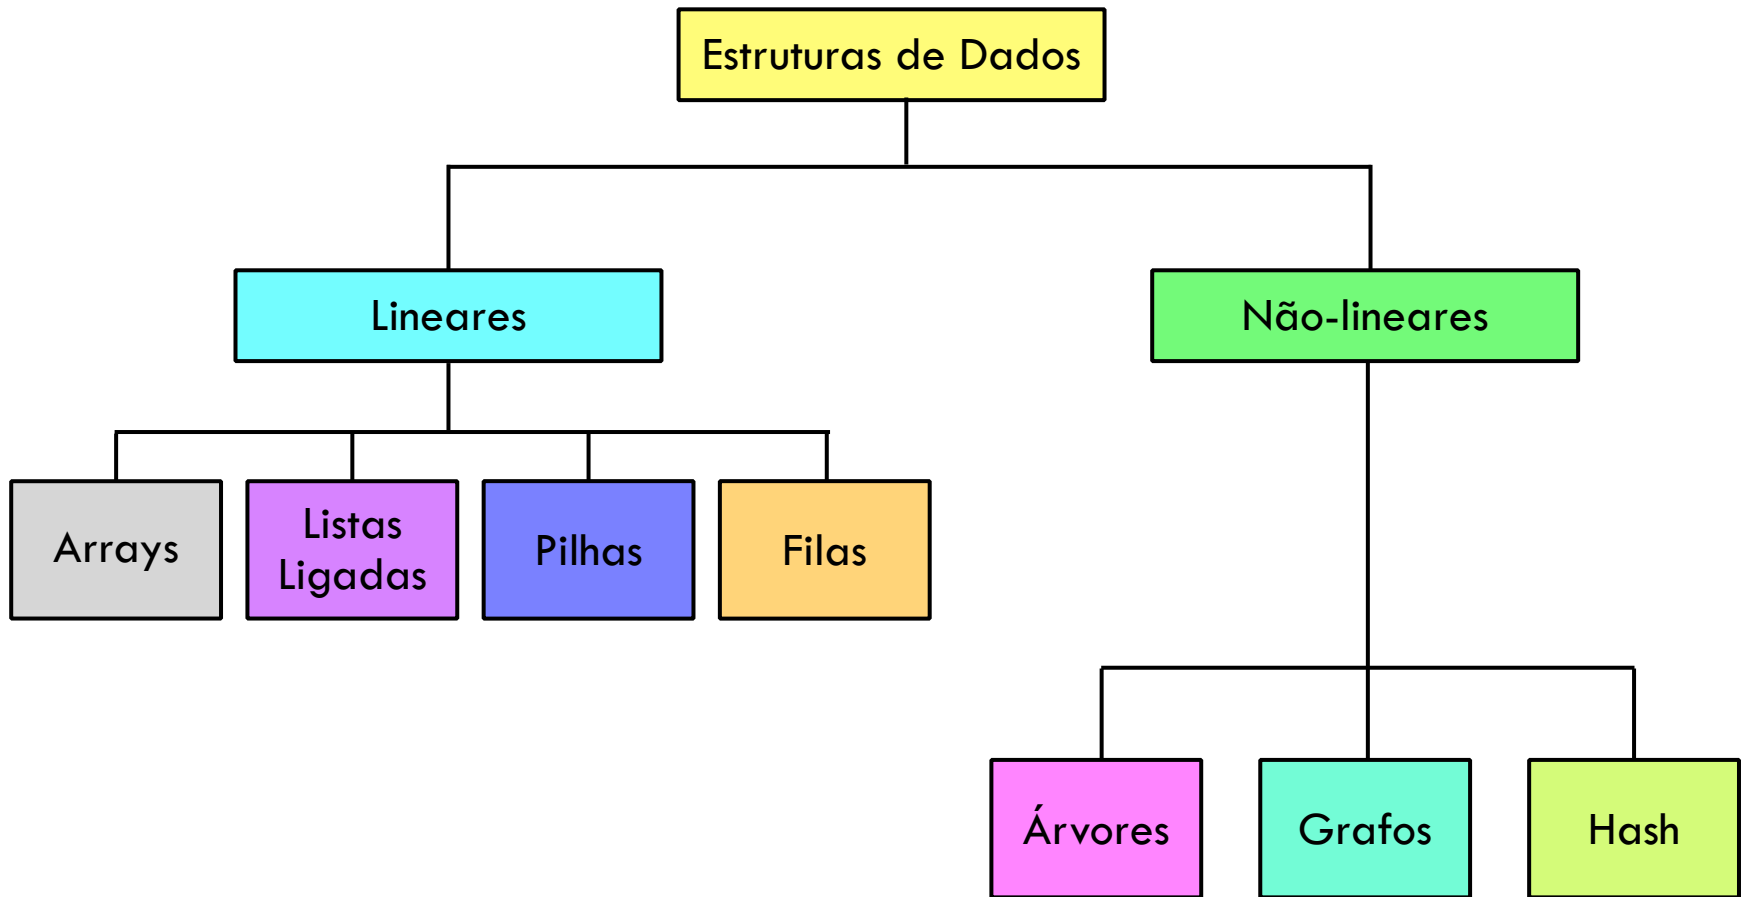 Estruturas de Dados
Lineares
Não-lineares
Arrays
Listas
Ligadas
Pilhas
Filas
Árvores
Grafos
Hash